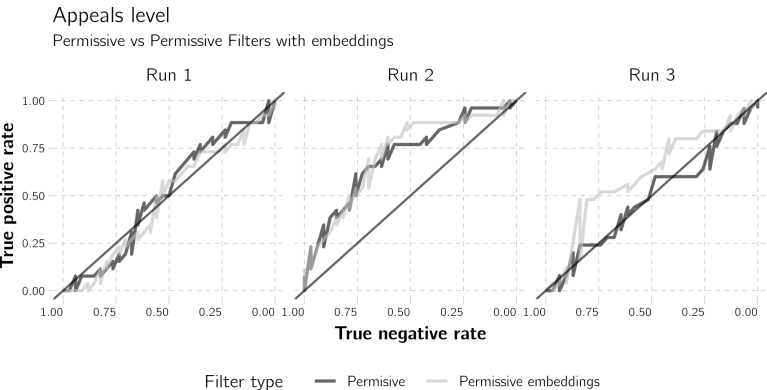 Appeals level
Permissive vs Permissive Filters with embeddings
Run 1 Run 2 Run 3
True positive rate
1.00
0.75
0.50
0.25
0.00
1.00 0.75 0.50 0.25 0.00 1.00 0.75 0.50 0.25 0.00 1.00 0.75 0.50 0.25 0.00
True negative rate
Filter type Permisive Permissive embeddings